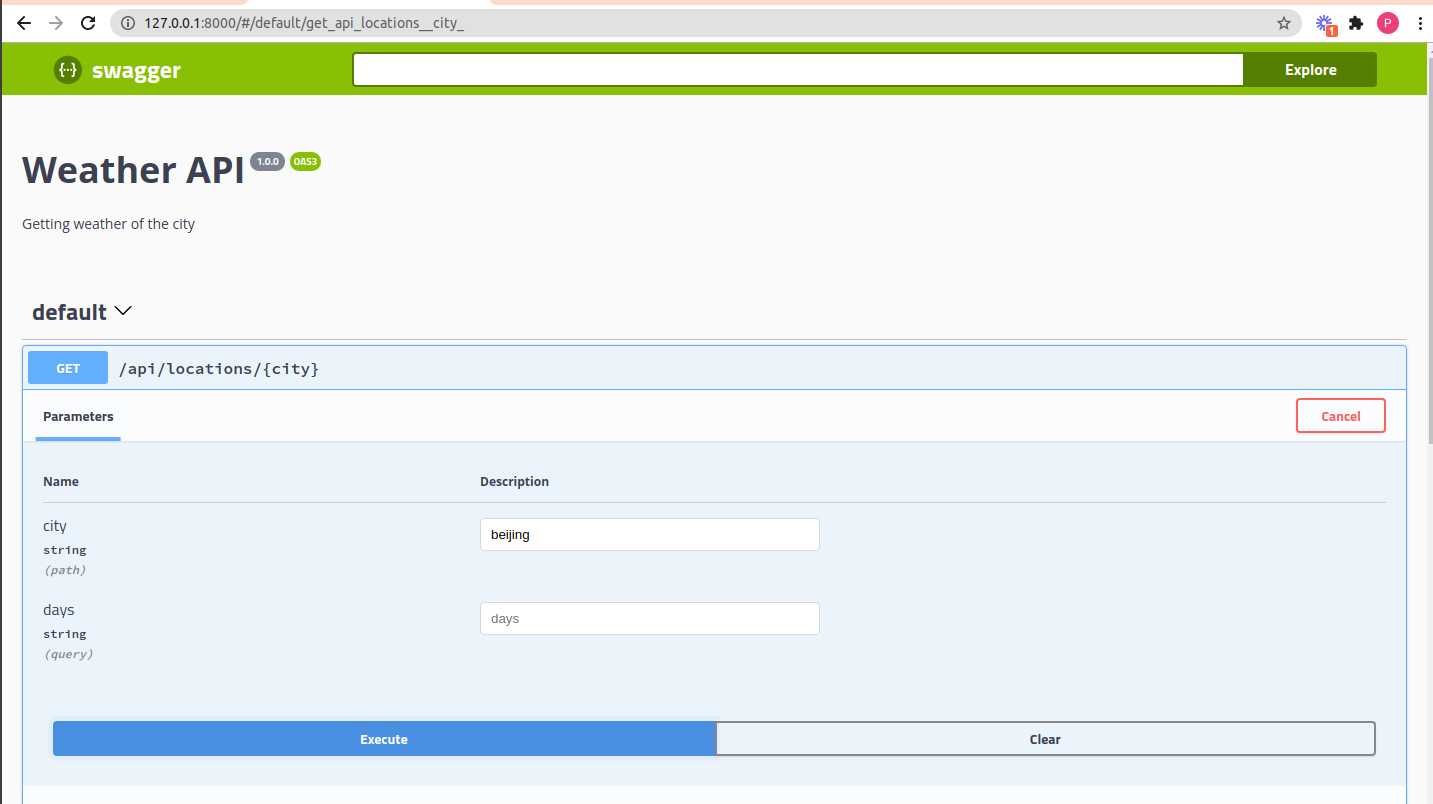 127.0.0.1:8000/#/default/get_api_locations__city_
1
P
{··} swagger
Explore
Weather API 1.0.0 OAS3
Getting weather of the city
default
GET /api/locations/{city}
Parameters
Cancel
Name Description
city
beijing
string
(path)
days
days
string
(query)
Execute Clear